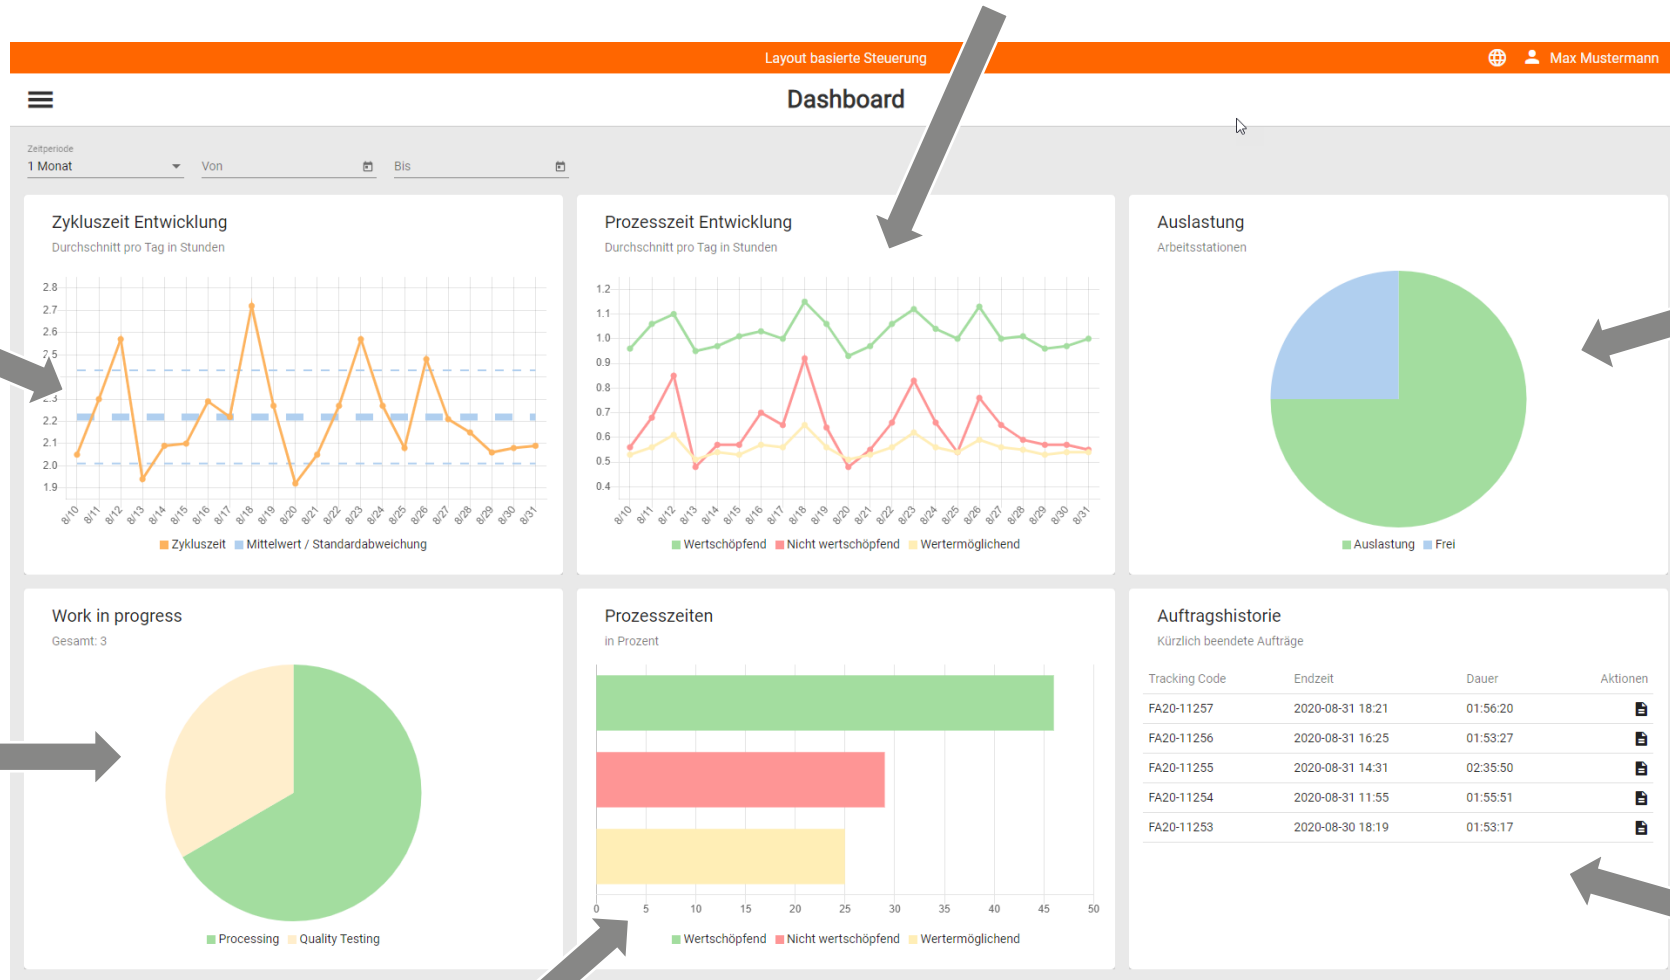 Layout basierte Steuerung
Max Mustermann
Dashboard
Zeitperiode
1 Monat
Von
Bis
Zykluszeit Entwicklung
Durchschnitt pro Tag in Stunden
2.8
2.7
2.6
2.5
2.3
2.2
2.1
2.0
1.9
8/10 8/11 8/12 8/13 8/14 8/15 8/16 8/17 8/18 8/19 8/20 8/21 8/22 8/23 8/24 8/25 8/26 8/27 8/28 8/29 8/30 8/31
Zykluszeit Mittelwert / Standardabweichung
Prozesszeit Entwicklung
Durchschnitt pro Tag in Stunden
1.2
1.1
1.0
0.9
0.8
0.7
0.6
0.5
0.4
8/10 8/11 8/12 8/13 8/14 8/15 8/16 8/17 8/18 8/19 8/20 8/21 8/22 8/23 8/24 8/25 8/26 8/27 8/28 8/29 8/30 8/31
Wertschöpfend Nicht wertschöpfend Wertermöglichend
Auslastung
Arbeitsstationen
Auslastung Frei
Work in progress
Gesamt: 3
Processing Quality Testing
Prozesszeiten
in Prozent
0 5 10 15 20 25 30 35 40 45 50
Wertschöpfend Nicht wertschöpfend Wertermöglichend
Auftragshistorie
Kürzlich beendete Aufträge
Tracking Code Endzeit Dauer Aktionen
FA20-11257 2020-08-31 18:21 01:56:20
FA20-11256 2020-08-31 16:25 01:53:27
FA20-11255 2020-08-31 14:31 02:35:50
FA20-11254 2020-08-31 11:55 01:55:51
FA20-11253 2020-08-30 18:19 01:53:17